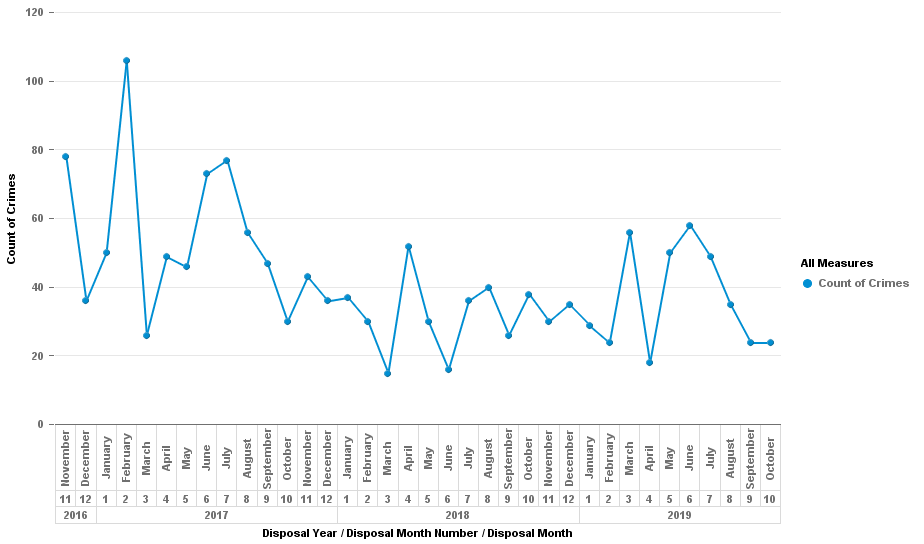 120
100
80
60
40
20
0
Count of Crimes
All Measures
Count of Crimes
November December January February March April May June July August September October November December January February March April May June July August September October November December January February March April May June July August September October
11 12 1 2 3 4 5 6 7 8 9 10 11 12 1 2 3 4 5 6 7 8 9 10 11 12 1 2 3 4 5 6 7 8 9 10
2016 2017 2018 2019
Disposal Year / Disposal Month Number / Disposal Month